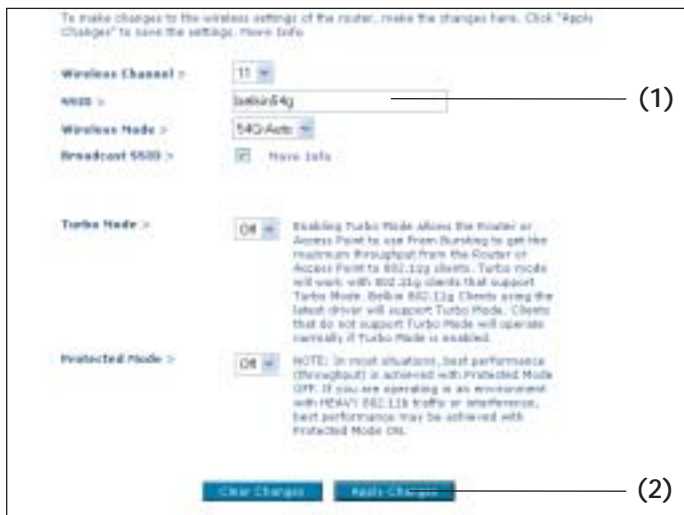 To make changes to the wireless settings of the router, make the changes here. Click "Apply
Changes" to save the settings. More Info
Wireless Channel > 11
SSID > belkin54g (1)
Wireless Mode > 54G-Auto
Broadcast SSID > More Info
Turbo Mode > Off Enabling Turbo Mode allows the Router or
Access Point to use Frame Bursting to get the
maximum throughput from the Router or
Access Point to 802.11g clients. Turbo mode
will work with 802.11g clients that support
Turbo Mode. Belkin 802.11g Clients using the
latest driver will support Turbo Mode. Clients
that do not support Turbo Mode will operate
normally if Turbo Mode is enabled.
Protected Mode > Off NOTE: In most situations, best performance
(throughput) is achieved with Protected Mode
OFF. If you are operating in an environment
with HEAVY 802.11b traffic or interference,
best performance may be achieved with
Protected Mode ON.
Clear Changes Apply Changes (2)